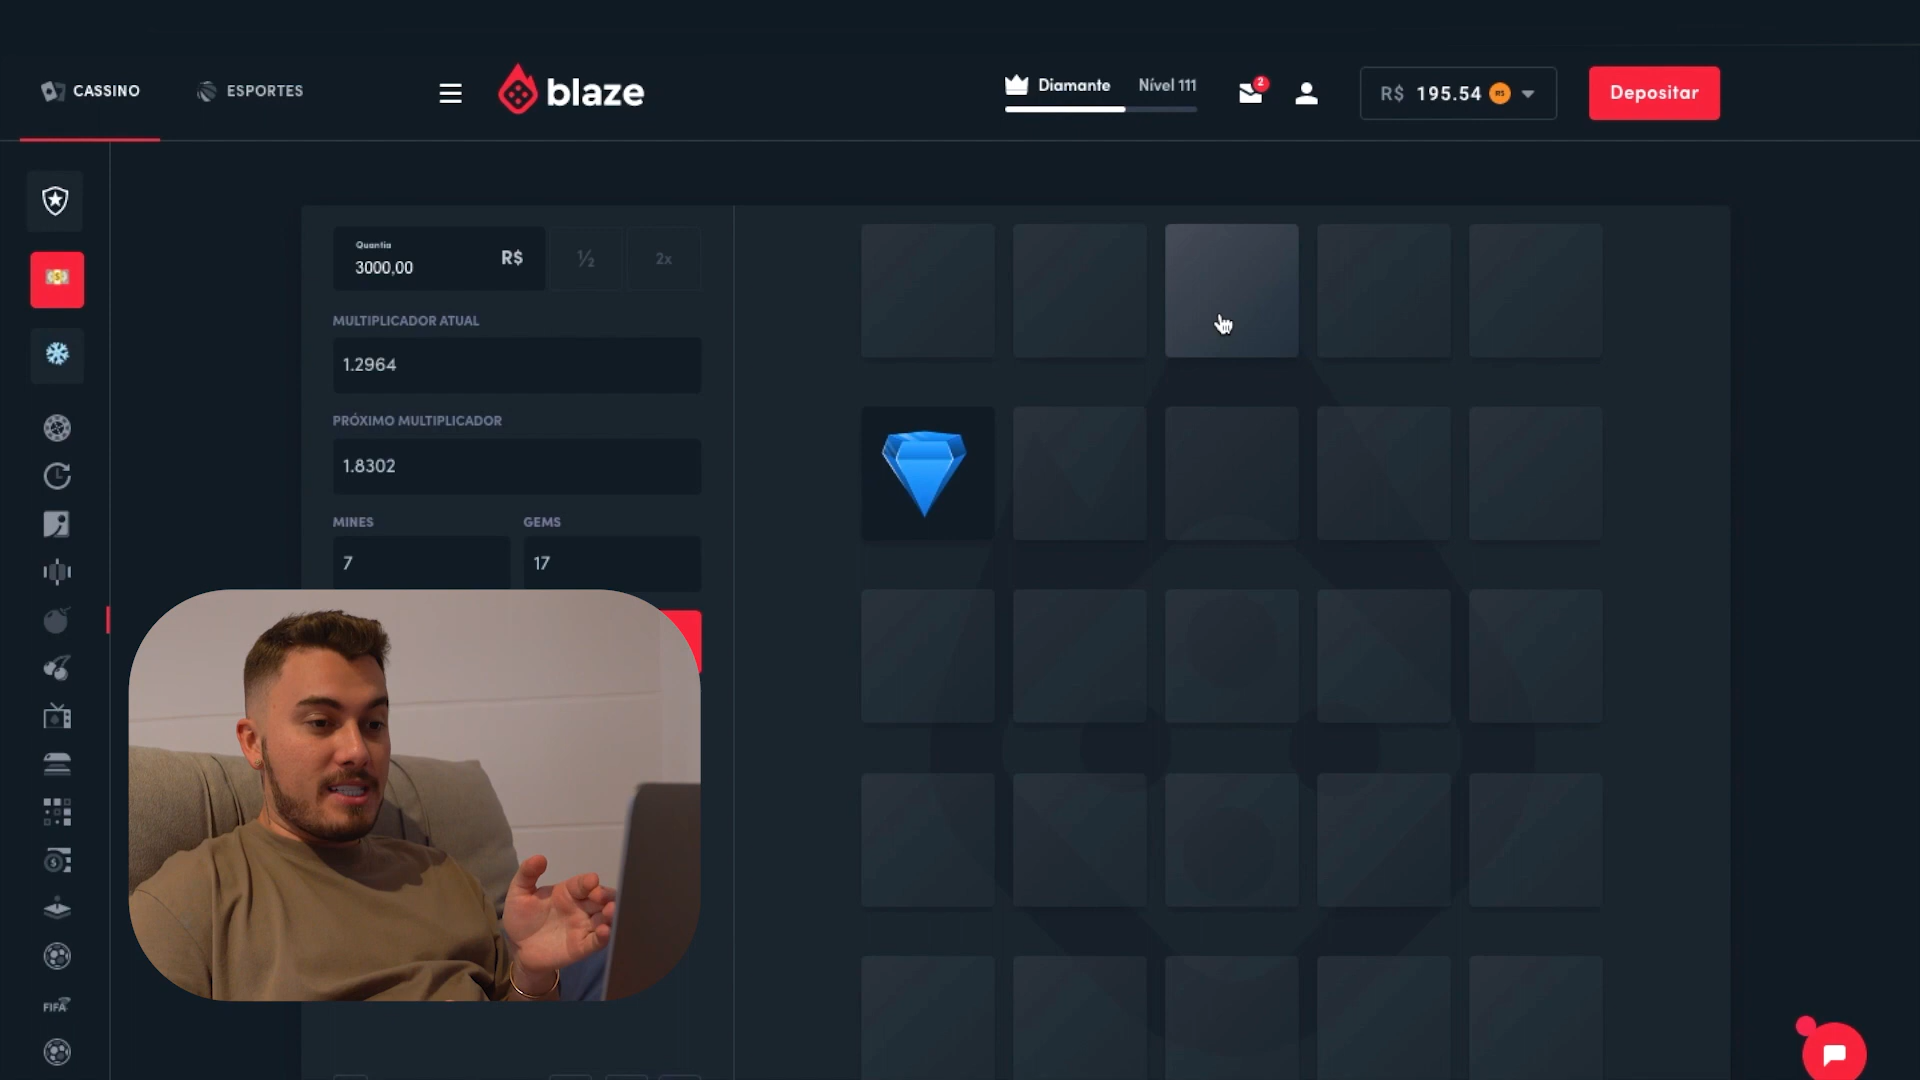 CASSINO
ESPORTES
blaze
Diamante
Nível 111
2
R$ 195.54
R$
Depositar
Quantia
3000,00
R$
½
2x
MULTIPLICADOR ATUAL
1.2964
PRÓXIMO MULTIPLICADOR
1.8302
MINES
GEMS
7
17
FIFA